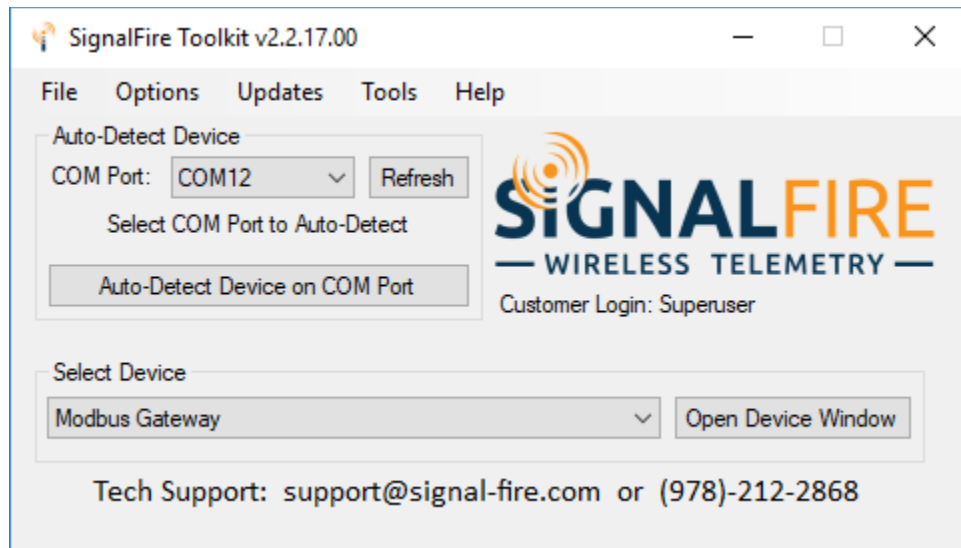 SignalFire Toolkit v2.2.17.00
File Options Updates Tools Help
Auto-Detect Device
COM Port: COM12 Refresh
Select COM Port to Auto-Detect
Auto-Detect Device on COM Port
SiGNALFIRE
WIRELESS TELEMETRY
Customer Login: Superuser
Select Device
Modbus Gateway Open Device Window
Tech Support: support@signal-fire.com or (978)-212-2868